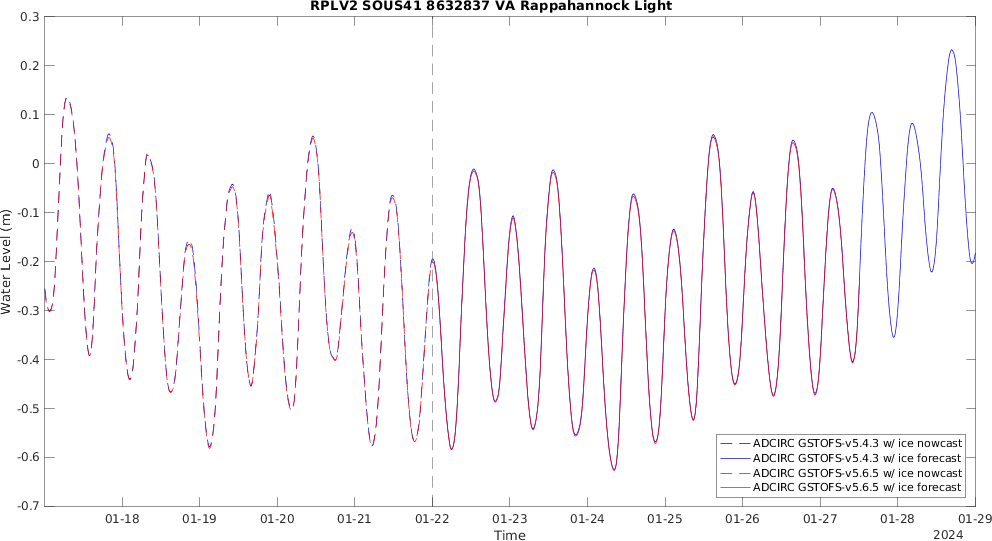 RPLV2 SOUS41 8632837 VA Rappahannock Light
0.3
0.2
0.1
0
-0.1
-0.2
-0.3
-0.4
-0.5
-0.6
-0.7
Water Level (m)
ADCIRC GSTOFS-v5.4.3 w/ ice nowcast
ADCIRC GSTOFS-v5.4.3 w/ ice forecast
ADCIRC GSTOFS-v5.6.5 w/ ice nowcast
ADCIRC GSTOFS-v5.6.5 w/ ice forecast
01-18 01-19 01-20 01-21 01-22 01-23 01-24 01-25 01-26 01-27 01-28 01-29
Time
2024